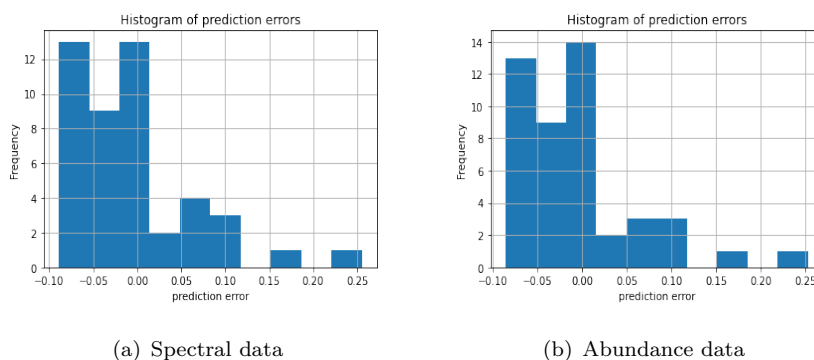 Histogram of prediction errors
12
10
8
6
4
2
0
Frequency
−0.10 −0.05 0.00 0.05 0.10 0.15 0.20 0.25
prediction error
(a) Spectral data
Histogram of prediction errors
14
12
10
8
6
4
2
0
Frequency
−0.10 −0.05 0.00 0.05 0.10 0.15 0.20 0.25
prediction error
(b) Abundance data